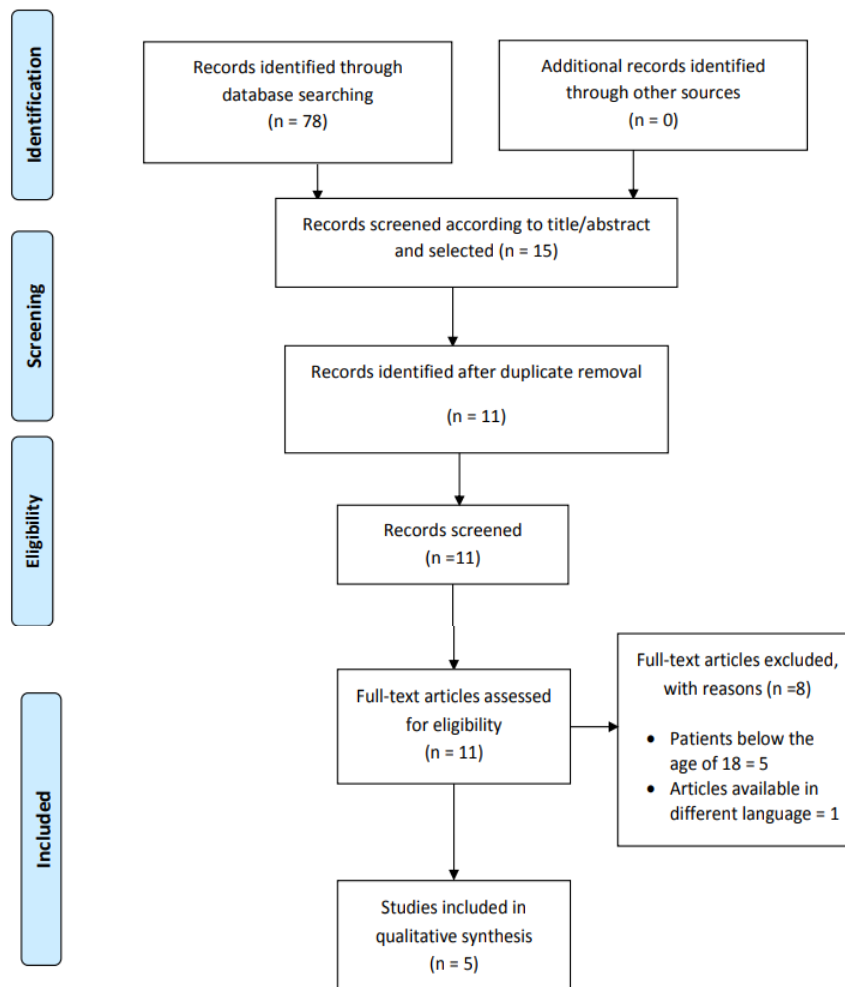 Identification
Records identified through
database searching
(n = 78)
Additional records identified
through other sources
(n = 0)
Records screened according to title/abstract
and selected (n = 15)
Screening
Records identified after duplicate removal
(n = 11)
Eligibility
Records screened
(n =11)
Included
Full-text articles assessed
for eligibility
(n = 11)
Full-text articles excluded,
with reasons (n =8)
• Patients below the
age of 18 = 5
• Articles available in
different language = 1
Studies included in
qualitative synthesis
(n = 5)